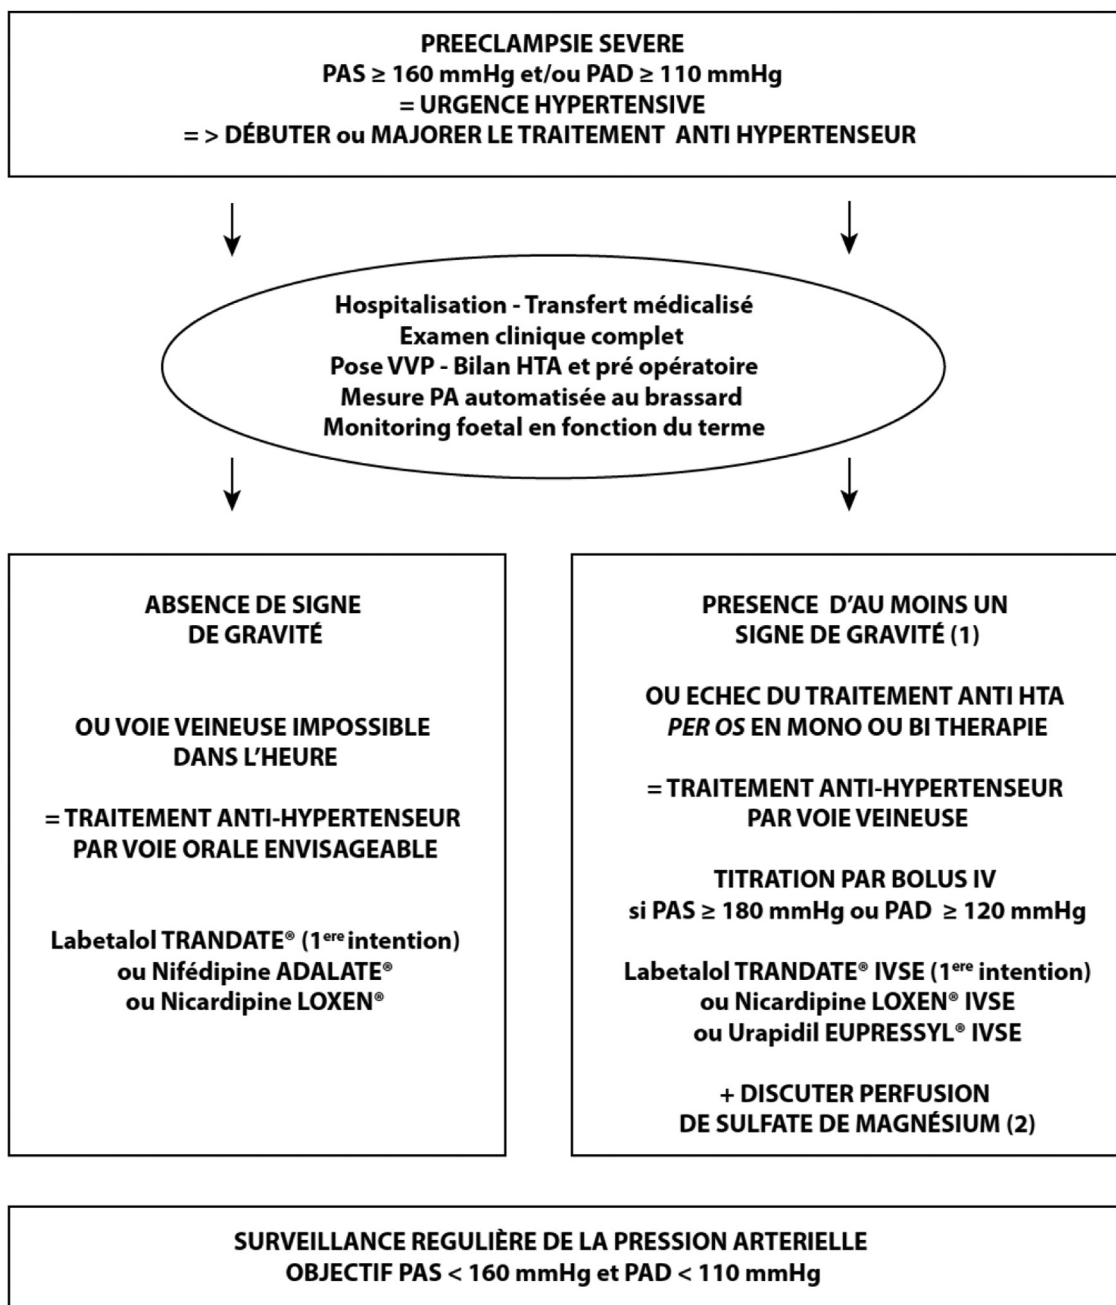 PREECLAMPSIE SEVERE
PAS ≥ 160 mmHg et/ou PAD ≥ 110 mmHg
= URGENCE HYPERTENSIVE
= > DÉBUTER ou MAJORER LE TRAITEMENT ANTI HYPERTENSEUR
Hospitalisation - Transfert médicalisé
Examen clinique complet
Pose VVP - Bilan HTA et pré opératoire
Mesure PA automatisée au brassard
Monitoring foetal en fonction du terme
ABSENCE DE SIGNE
DE GRAVITÉ
OU VOIE VEINEUSE IMPOSSIBLE
DANS L'HEURE
= TRAITEMENT ANTI-HYPERTENSEUR
PAR VOIE ORALE ENVISAGEABLE
Labetalol TRANDATE® (1ere intention)
ou Nifédipine ADALATE®
ou Nicardipine LOXEN®
PRESENCE D'AU MOINS UN
SIGNE DE GRAVITÉ (1)
OU ECHEC DU TRAITEMENT ANTI HTA
PER OS EN MONO OU BI THERAPIE
= TRAITEMENT ANTI-HYPERTENSEUR
PAR VOIE VEINEUSE
TITRATION PAR BOLUS IV
si PAS ≥ 180 mmHg ou PAD ≥ 120 mmHg
Labetalol TRANDATE® IVSE (1ere intention)
ou Nicardipine LOXEN® IVSE
ou Urapidil EUPRESSYL® IVSE
+ DISCUTER PERFUSION
DE SULFATE DE MAGNÉSIUM (2)
SURVEILLANCE REGULIÈRE DE LA PRESSION ARTERIELLE
OBJECTIF PAS < 160 mmHg et PAD < 110 mmHg